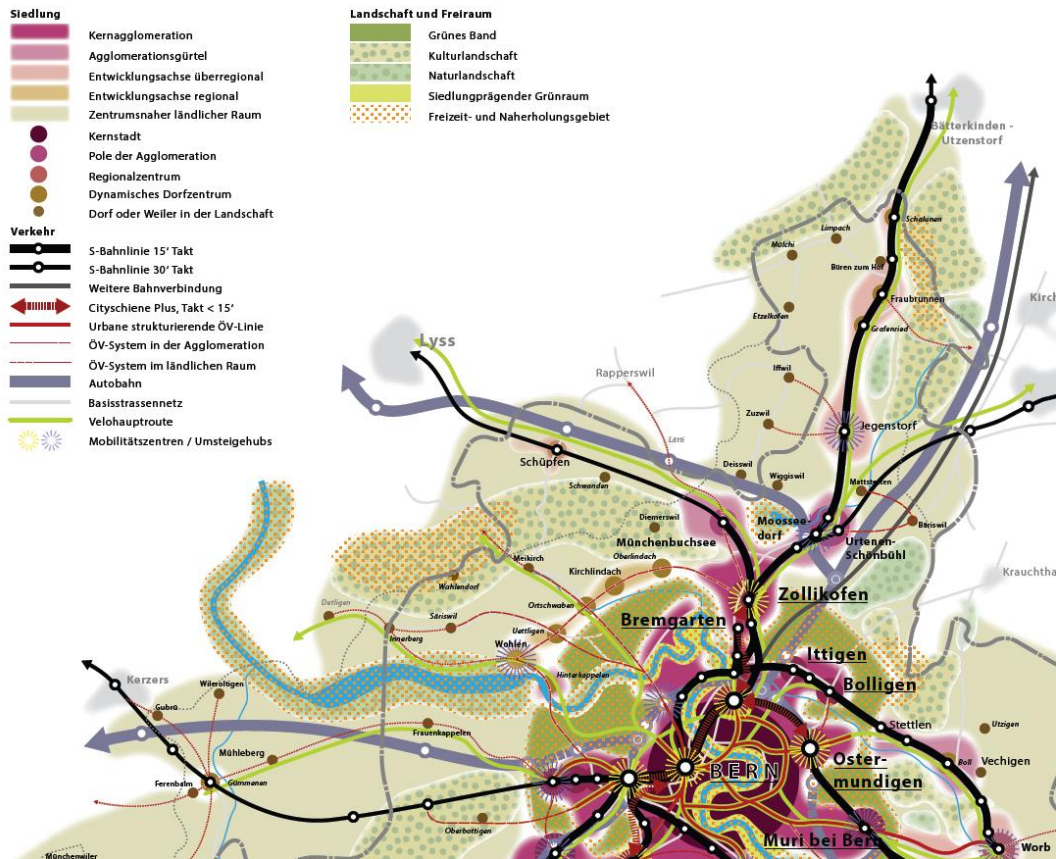 Siedlung
Kernagglomeration
Agglomerationsgürtel
Entwicklungsachse überregional
Entwicklungsachse regional
Zentrumsnaher ländlicher Raum
Kernstadt
Pole der Agglomeration
Regionalzentrum
Dynamisches Dorfzentrum
Dorf oder Weiler in der Landschaft
Verkehr
S-Bahnlinie 15' Takt
S-Bahnlinie 30' Takt
Weitere Bahnverbindung
Cityschiene Plus, Takt < 15'
Urbane strukturierende ÖV-Linie
ÖV-System in der Agglomeration
ÖV-System im ländlichen Raum
Autobahn
Basisstrassennetz
Velohauptroute
Mobilitätszentren / Umsteigehubs
Landschaft und Freiraum
Grünes Band
Kulturlandschaft
Naturlandschaft
Siedlungprägender Grünraum
Freizeit- und Naherholungsgebiet
Bätterkinden -
Utzenstorf
Schalunen
Limpach
Mülchi
Büren zum Hof
Fraubrunnen
Kirch
Etzelkofen
Grafenried
Lyss
Rapperswil
Iffwil
Zuzwil
Jegenstorf
Schüpfen
Deisswil
Wiggiswil
Schwanden
Mattstetten
Diemerswil
Moossee-
dorf
Bäriswil
Münchenbuchsee
Urtenen-
Schönbühl
Oberlindach
Meikirch
Kirchlindach
Krauchtha
Wahlendorf
Zollikofen
Detligen
Ortschwaben
Säriswil
Bremgarten
Innerberg
Uettligen
Wohlen
Ittigen
Hinterkappelen
Bolligen
Kerzers
Wileroltigen
Gubrü
Stettlen
Utzigen
Frauenkappelen
Mühleberg
Boll
Vechigen
BERN
Oster-
mundigen
Ferenbalm
Gümmenen
Oberbottigen
Muri bei Bern
Worb
Münchenwiler